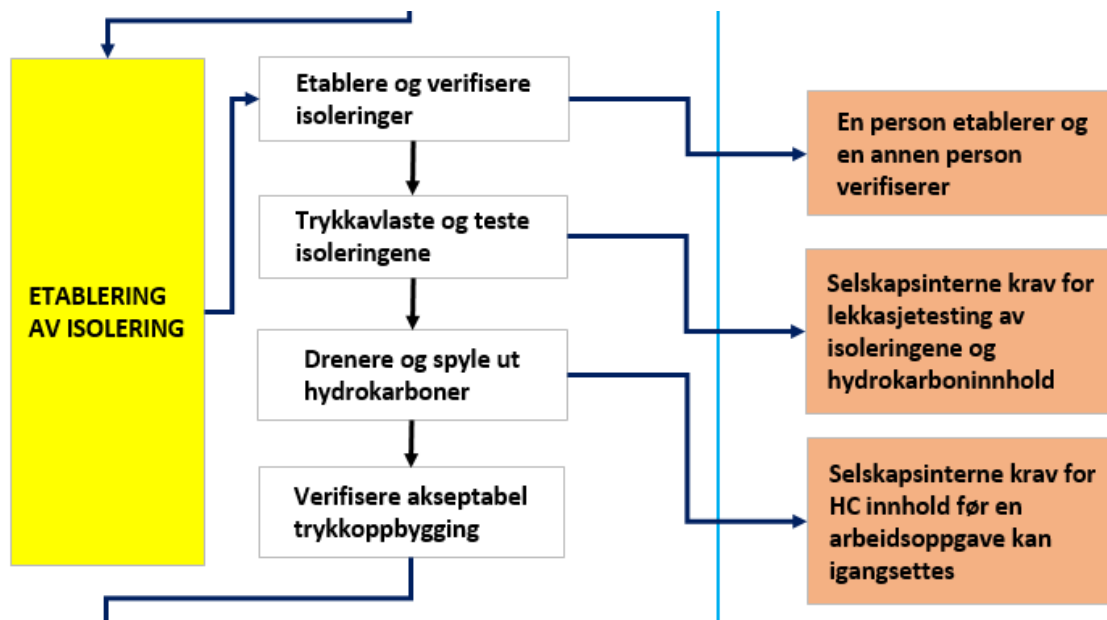 ETABLERING
AV ISOLERING
Etablere og verifisere
isoleringer
Trykkavlaste og teste
isoleringene
Drenere og spyle ut
hydrokarboner
Verifisere akseptabel
trykkoppbygging
En person etablerer og
en annen person
verifiserer
Selskapsinterne krav for
lekkasjetesting av
isoleringene og
hydrokarboninnhold
Selskapsinterne krav for
HC innhold før en
arbeidsoppgave kan
igangsettes